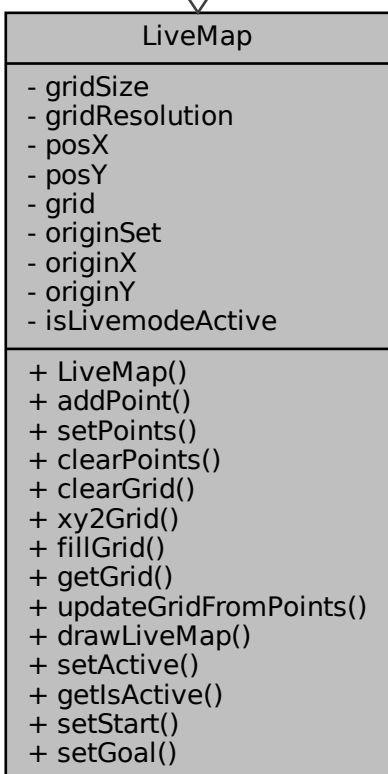 LiveMap
- gridSize
- gridResolution
- posX
- posY
- grid
- originSet
- originX
- originY
- isLivemodeActive
+ LiveMap()
+ addPoint()
+ setPoints()
+ clearPoints()
+ clearGrid()
+ xy2Grid()
+ fillGrid()
+ getGrid()
+ updateGridFromPoints()
+ drawLiveMap()
+ setActive()
+ getIsActive()
+ setStart()
+ setGoal()